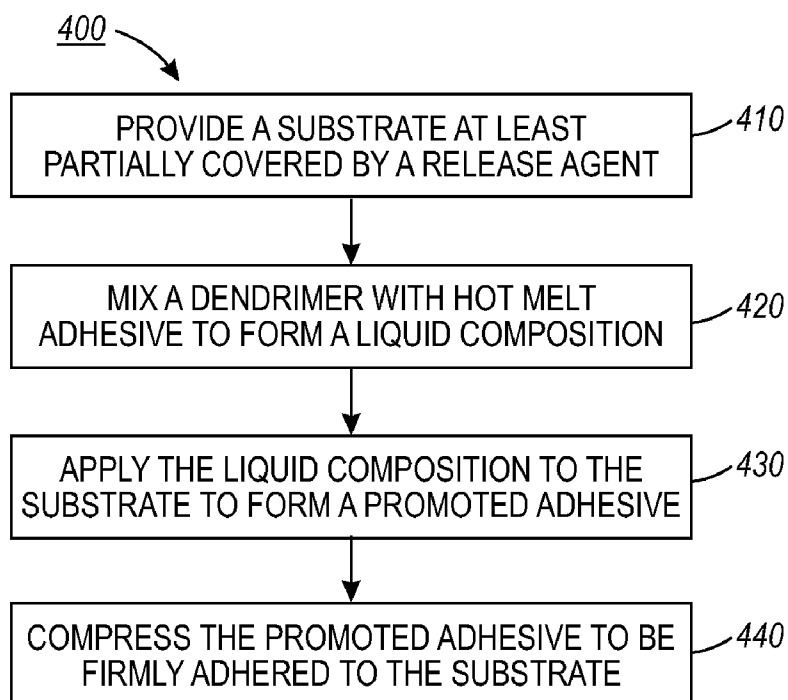 400
PROVIDE A SUBSTRATE AT LEAST
PARTIALLY COVERED BY A RELEASE AGENT
410
MIX A DENDRIMER WITH HOT MELT
ADHESIVE TO FORM A LIQUID COMPOSITION
420
APPLY THE LIQUID COMPOSITION TO THE
SUBSTRATE TO FORM A PROMOTED ADHESIVE
430
COMPRESS THE PROMOTED ADHESIVE TO BE
FIRMLY ADHERED TO THE SUBSTRATE
440